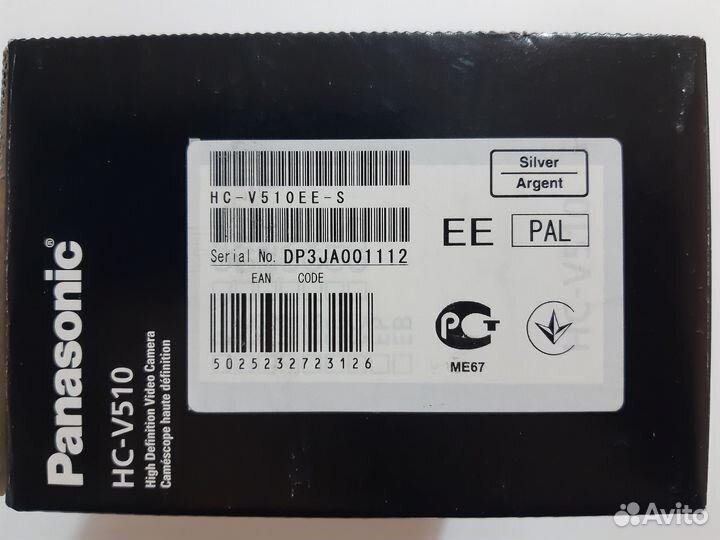 Panasonic®
HC-V510
High Definition Video Camera
Caméscope haute définition
HC-V510EE-S
Serial No. DP3JA001112
EAN CODE
5025232723126
Silver
Argent
EE PAL
PCT
ME67
Avito